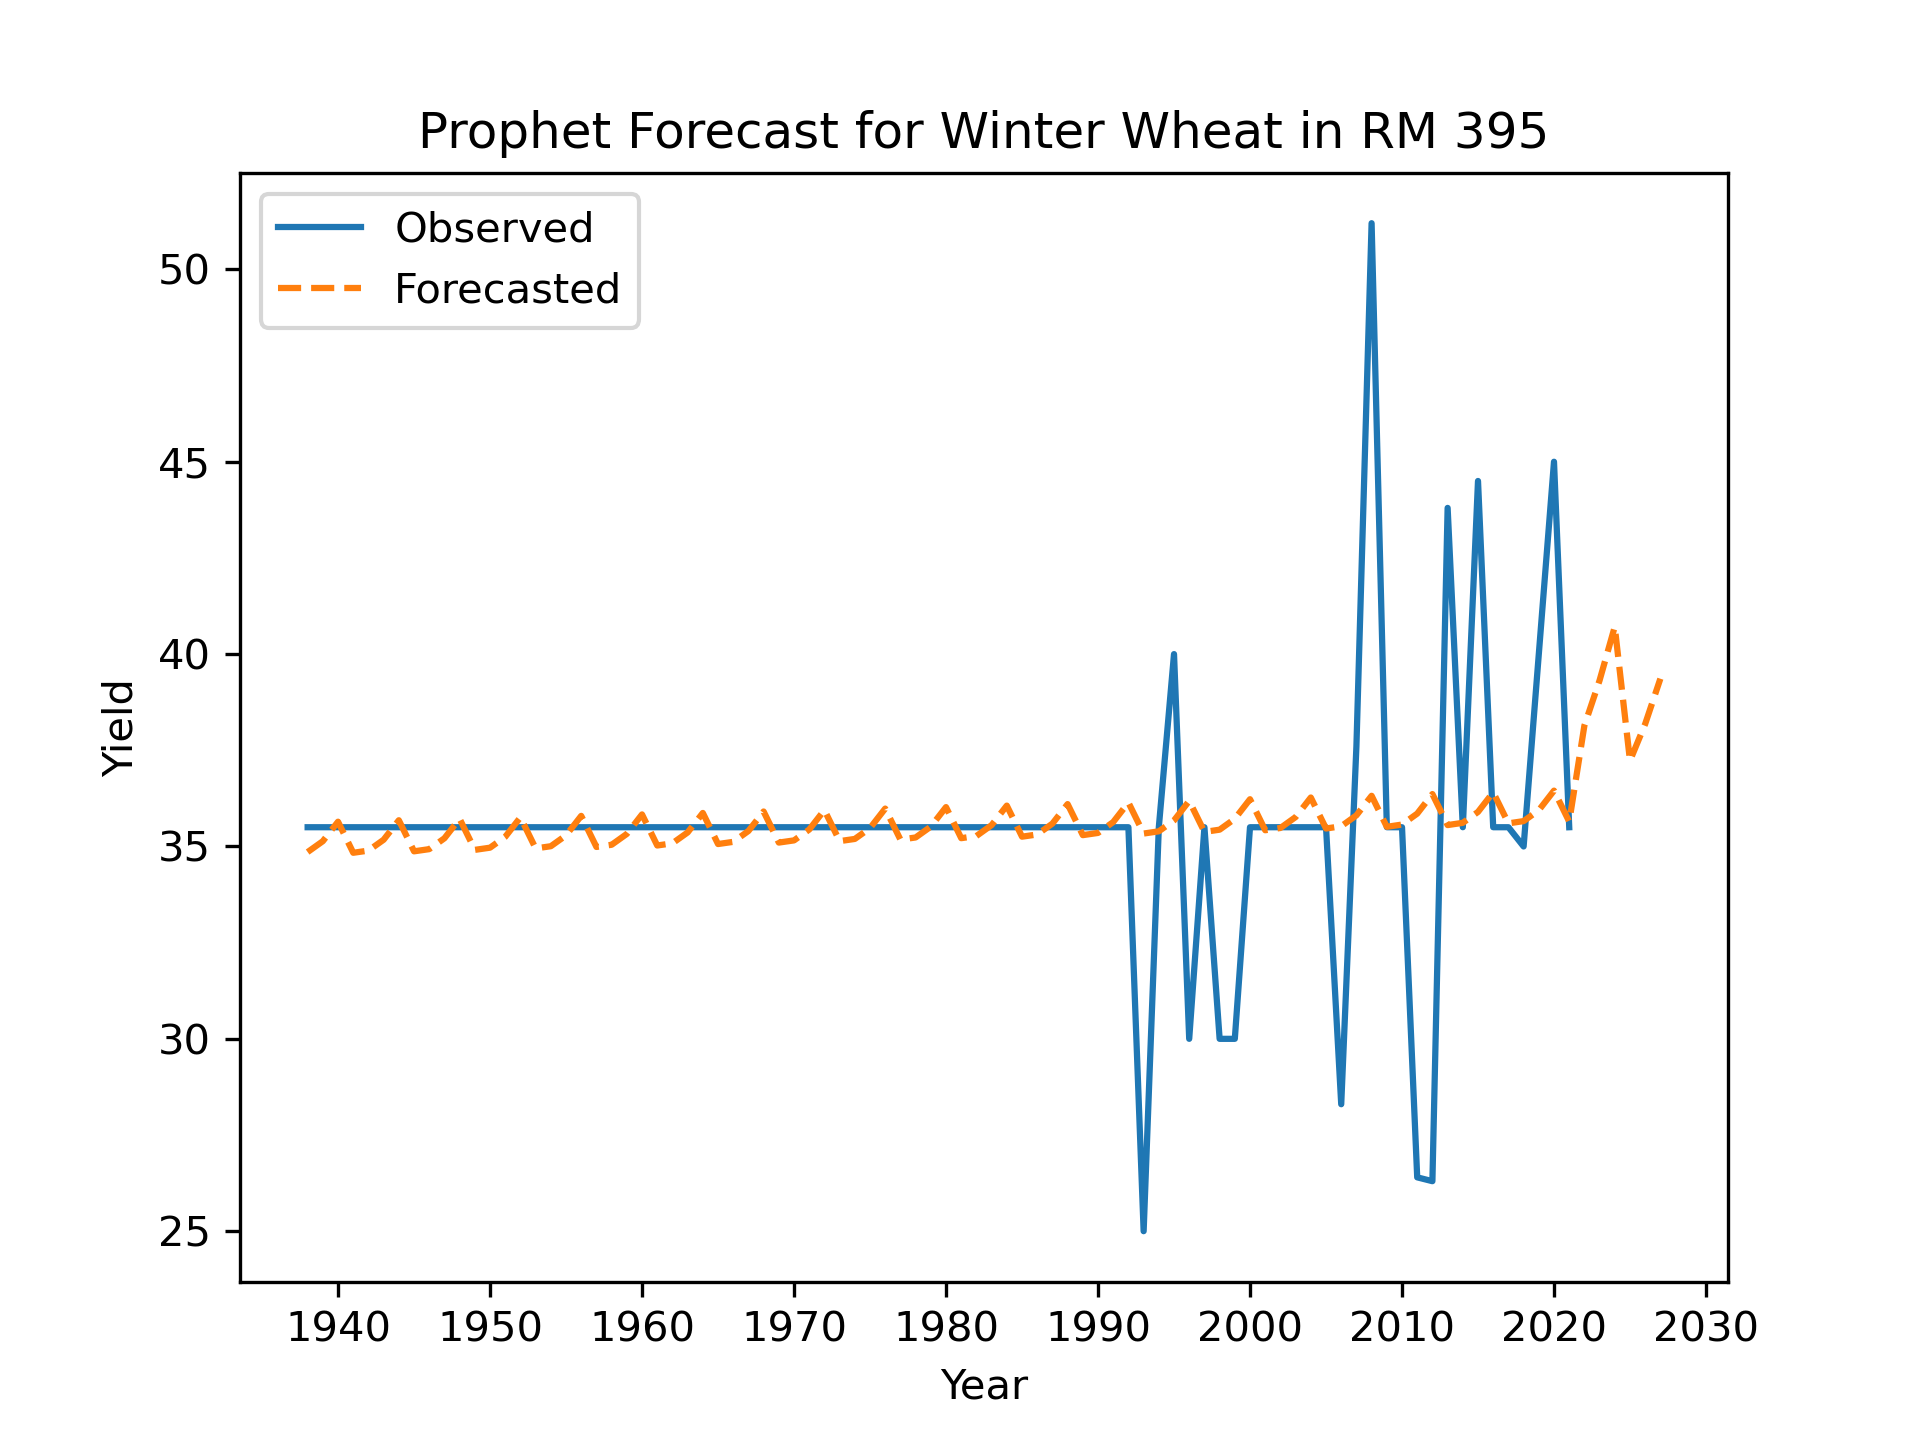 Prophet Forecast for Winter Wheat in RM 395
Observed
Forecasted
50
45
40
35
30
25
Yield
1940 1950 1960 1970 1980 1990 2000 2010 2020 2030
Year